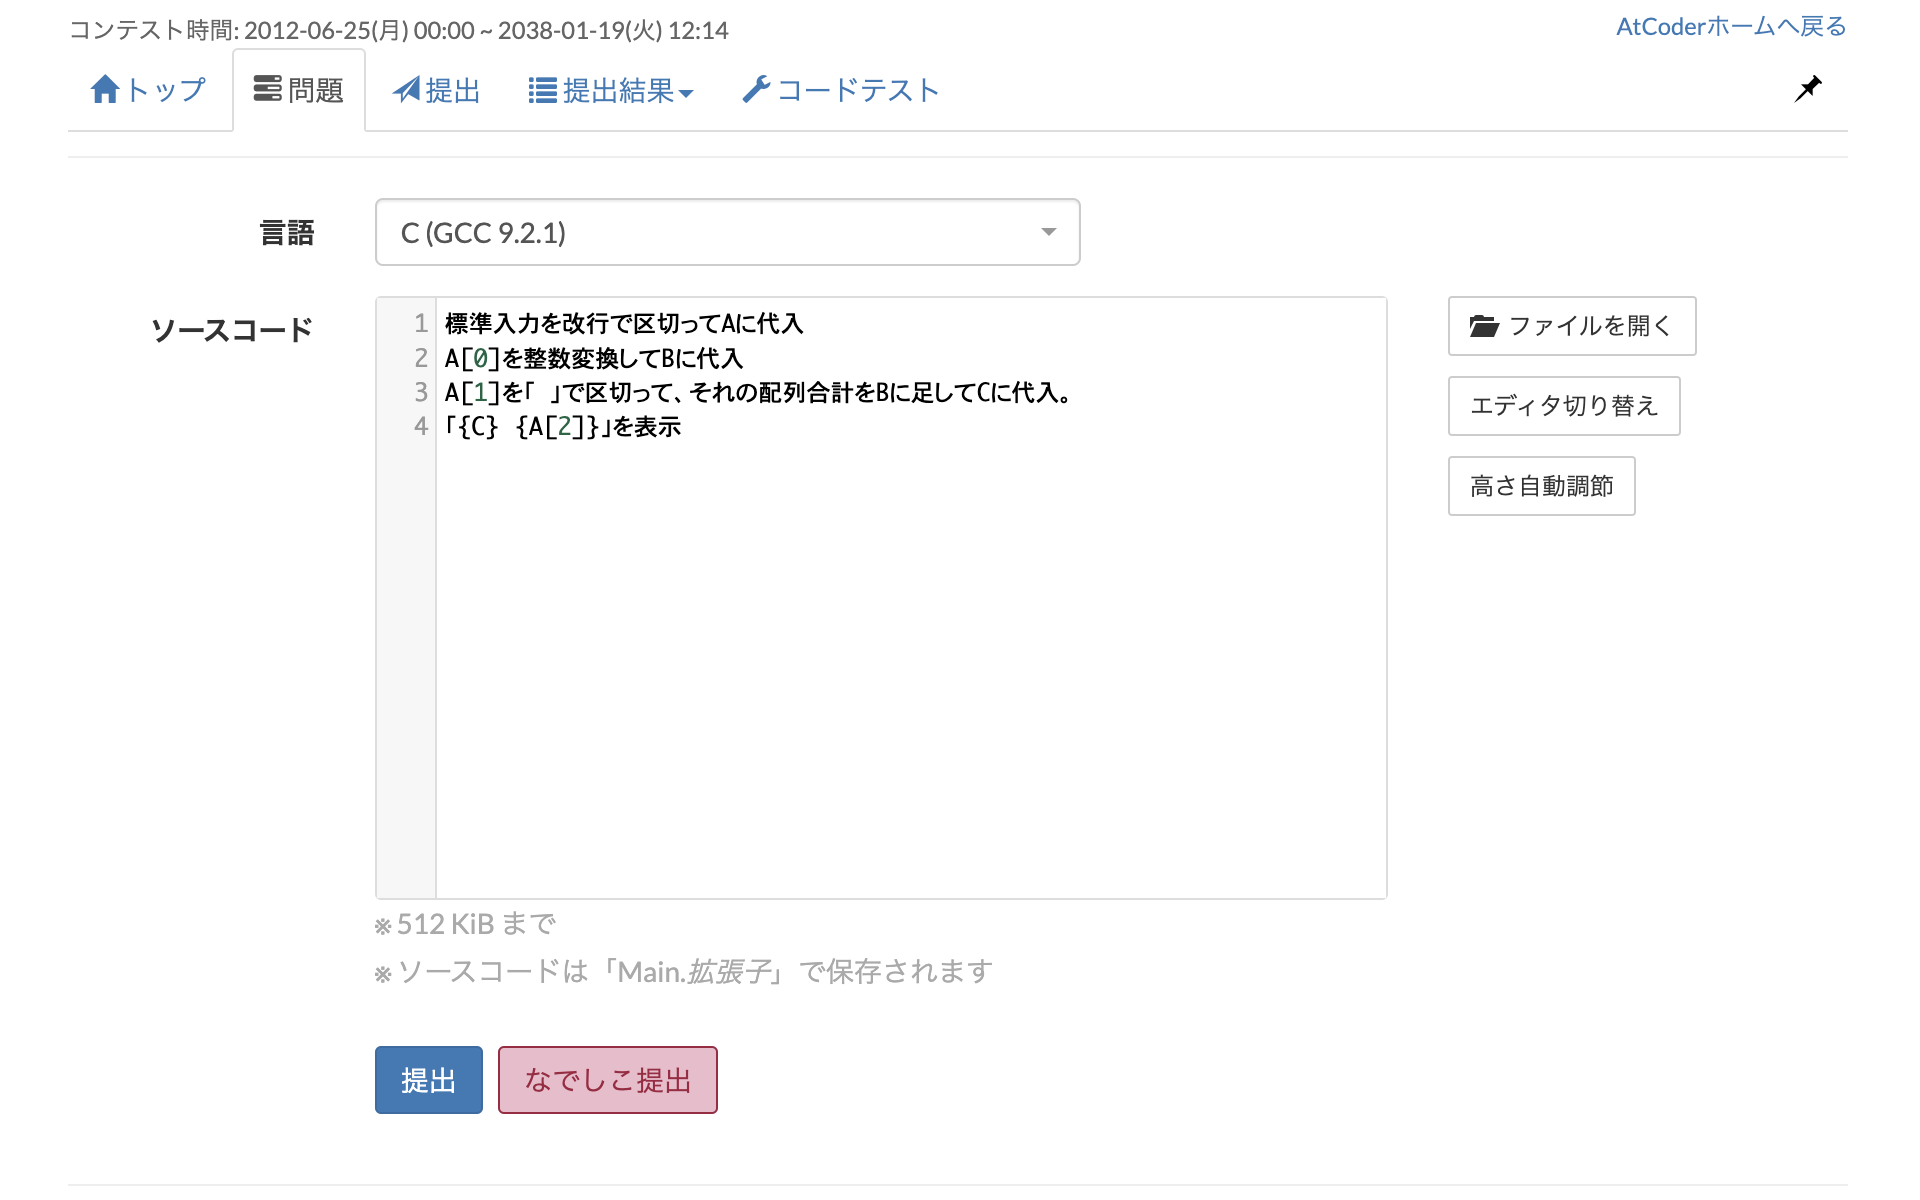 コンテスト時間: 2012-06-25(月) 00:00 ~ 2038-01-19(火) 12:14
AtCoderホームへ戻る
トップ 問題 提出 提出結果 コードテスト
言語
C (GCC 9.2.1)
ソースコード
1 標準入力を改行で区切ってAに代入
2 A[0]を整数変換してBに代入
3 A[1]を「 」で区切って、それの配列合計をBに足してCに代入。
4 「{C} {A[2]}」を表示
ファイルを開く
エディタ切り替え
高さ自動調節
※ 512 KiB まで
※ ソースコードは「Main.拡張子」で保存されます
提出 なでしこ提出